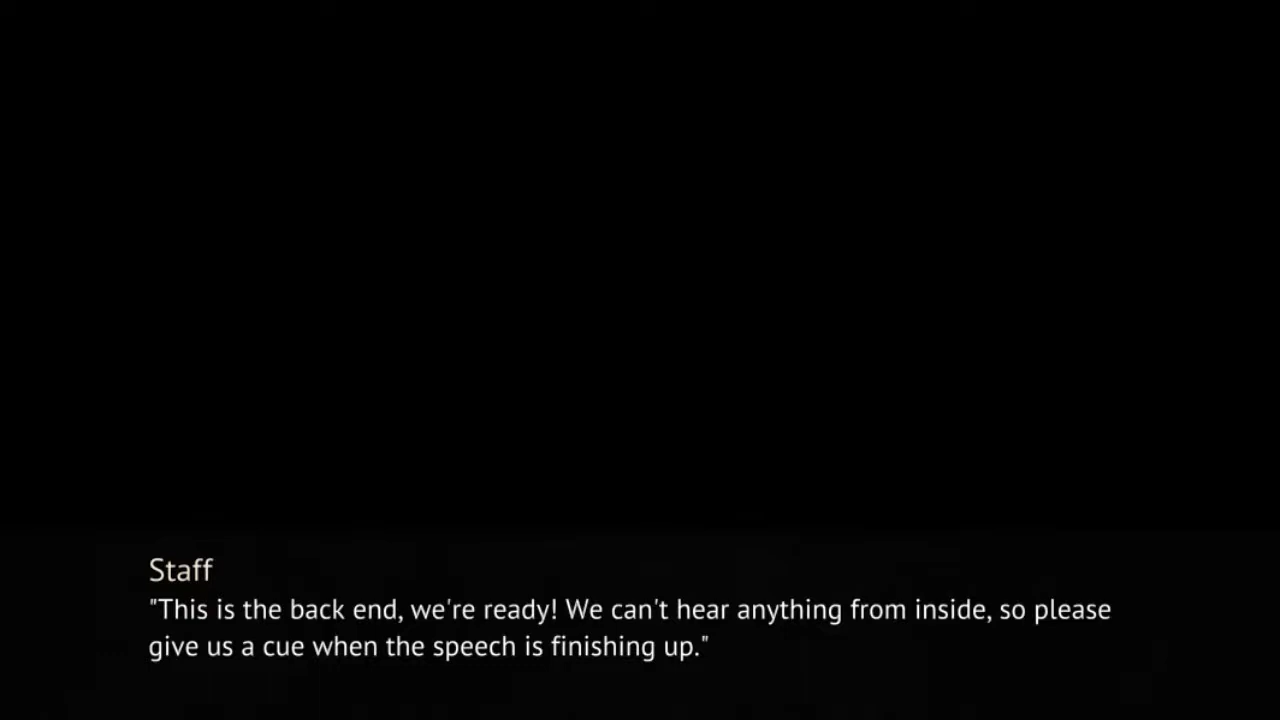 Staff
"This is the back end, we're ready! We can't hear anything from inside, so please
give us a cue when the speech is finishing up."